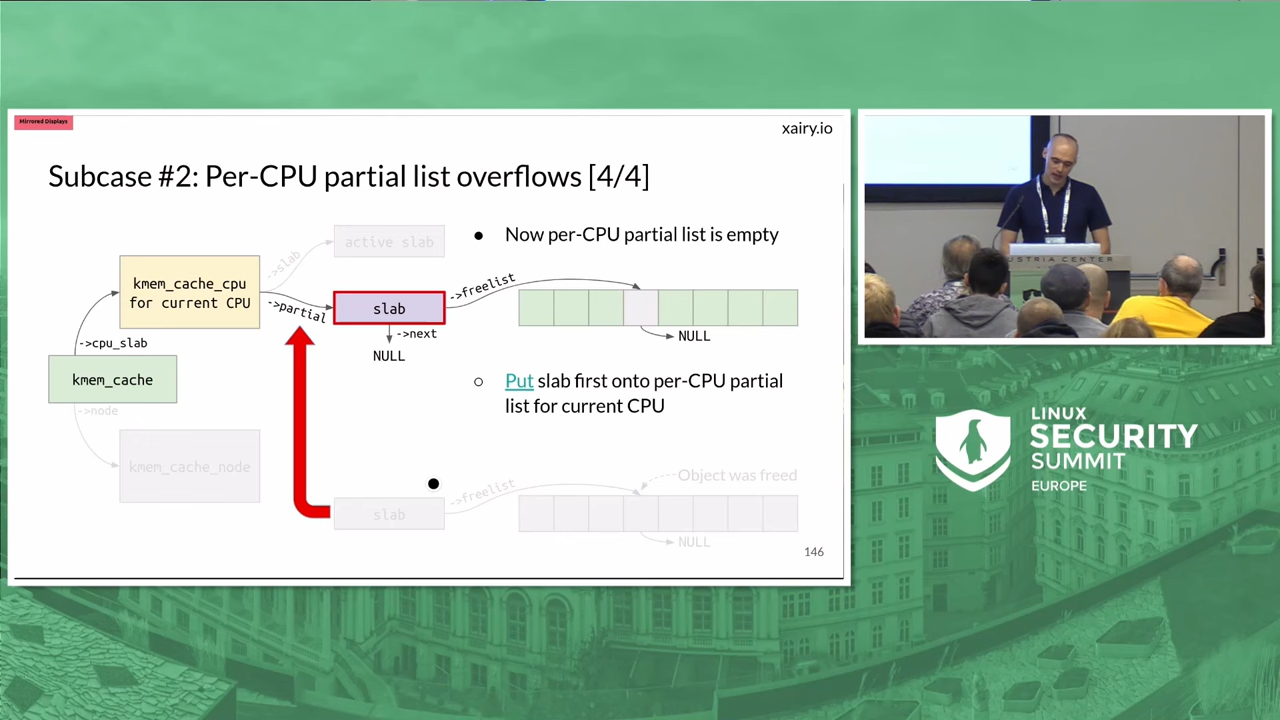 Mirrored Displays
xairy.io
Subcase #2: Per-CPU partial list overflows [4/4]
active slab
->slab
● Now per-CPU partial list is empty
kmem_cache_cpu
for current CPU
->partial
slab
->freelist
->next
NULL
NULL
->cpu_slab
kmem_cache
->node
kmem_cache_node
○ Put slab first onto per-CPU partial
list for current CPU
Object was freed
->freelist
slab
NULL
146
USTRIA CENTER
LINUX
SECURITY
SUMMIT
EUROPE